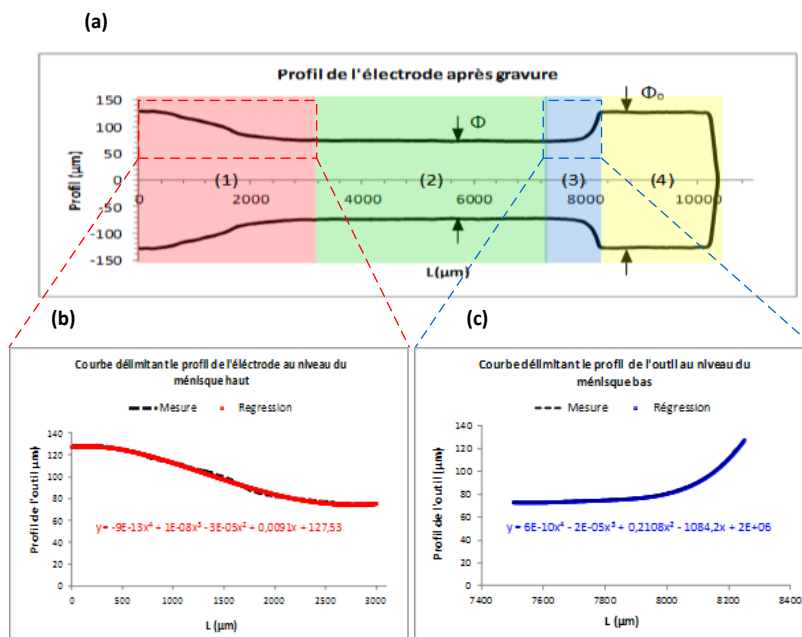 (a)
Profil de l'électrode après gravure
Profil (µm)
150
100
50
0
-50
-100
-150
Φ
Φₒ
(1)
(2)
(3)
(4)
0
2000
4000
6000
8000
10000
L(µm)
(b)
Courbe délimitant le profil de l'éléctrode au niveau du
ménisque haut
Mesure
Regression
Profil de l'outil µm)
140
120
100
80
60
40
20
0
y = -9E-13x⁴ + 1E-08x³ -3E-05x² + 0,0091x + 127,53
0
500
1000
1500
2000
2500
3000
L (µm)
(c)
Courbe délimitant le profil de l'outil au niveau du
ménisque bas
Mesure
Régression
Profil de l'outil (µm)
140
120
100
80
60
40
20
0
y = 6E-10x⁴ - 2E-05x³ + 0,2108x² - 1084,2x + 2E+06
7400
7600
7800
8000
8200
8400
L (µm)